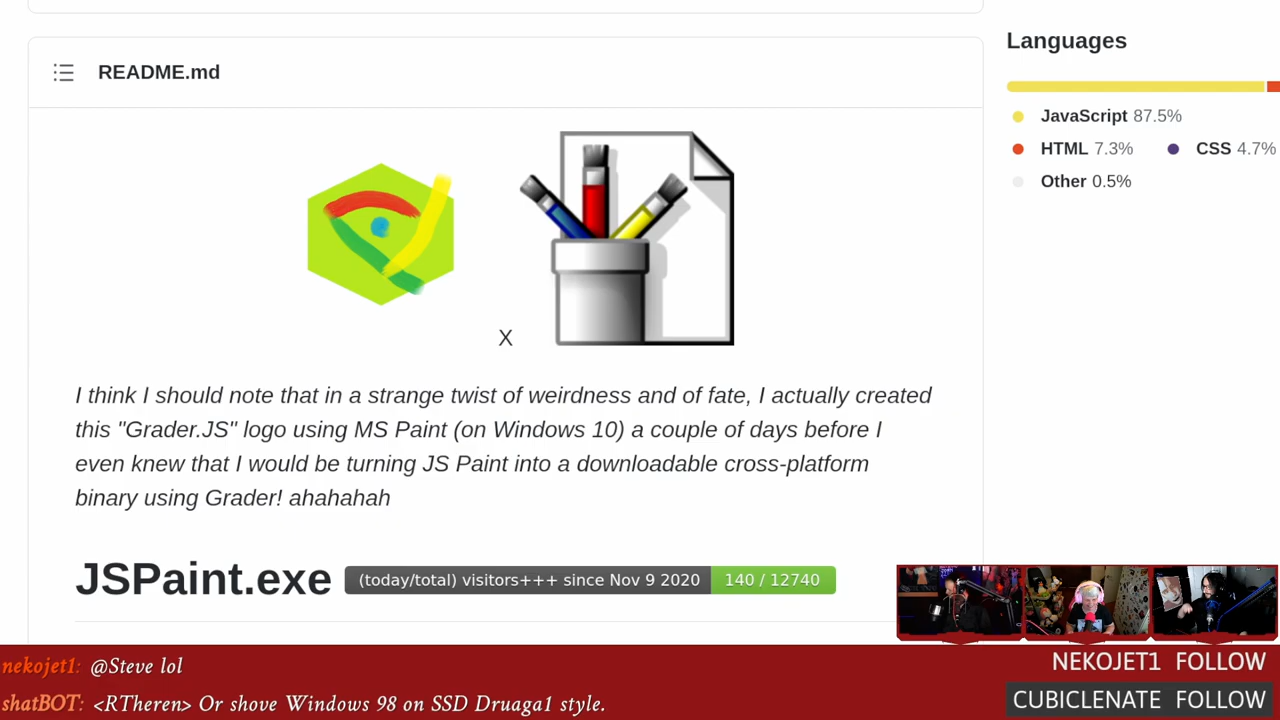 README.md
X
I think I should note that in a strange twist of weirdness and of fate, I actually created
this "Grader.JS" logo using MS Paint (on Windows 10) a couple of days before I
even knew that I would be turning JS Paint into a downloadable cross-platform
binary using Grader! ahahahah
JSPaint.exe (today/total) visitors+++ since Nov 9 2020 140 / 12740
Languages
JavaScript 87.5%
HTML 7.3% CSS 4.7%
Other 0.5%
nekojet1: @Steve lol
shatBOT: <RTheren> Or shove Windows 98 on SSD Druaga1 style.
NEKOJET1 FOLLOW
CUBICLENATE FOLLOW